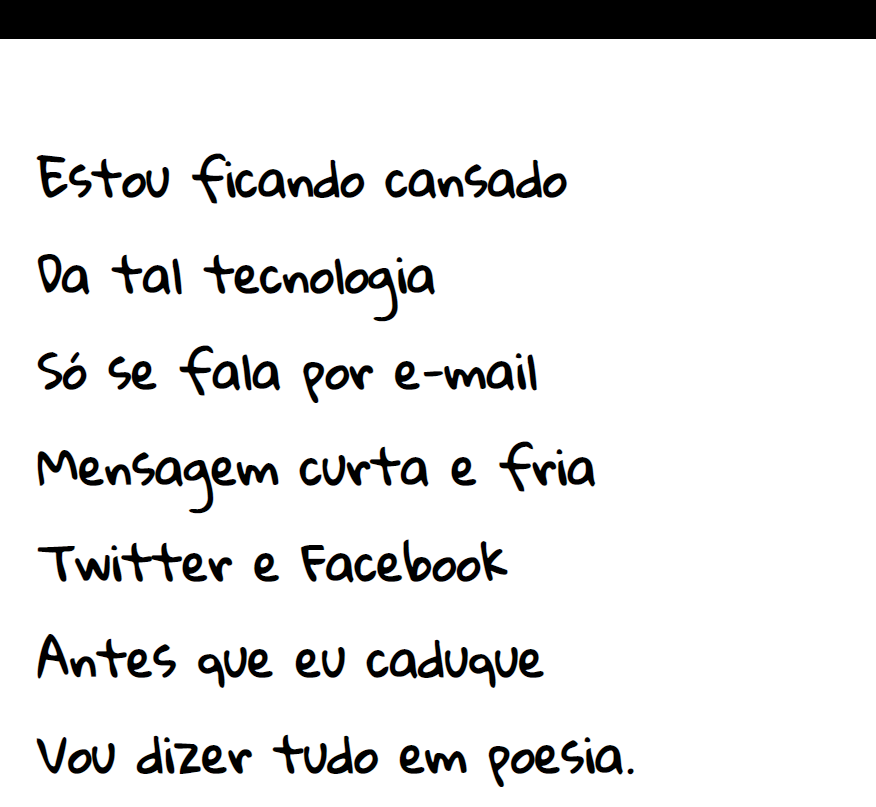 Estou ficando cansado
Da tal tecnologia
Só se fala por e-mail
Mensagem curta e fria
Twitter e Facebook
Antes que eu caduque
Vou dizer tudo em poesia.